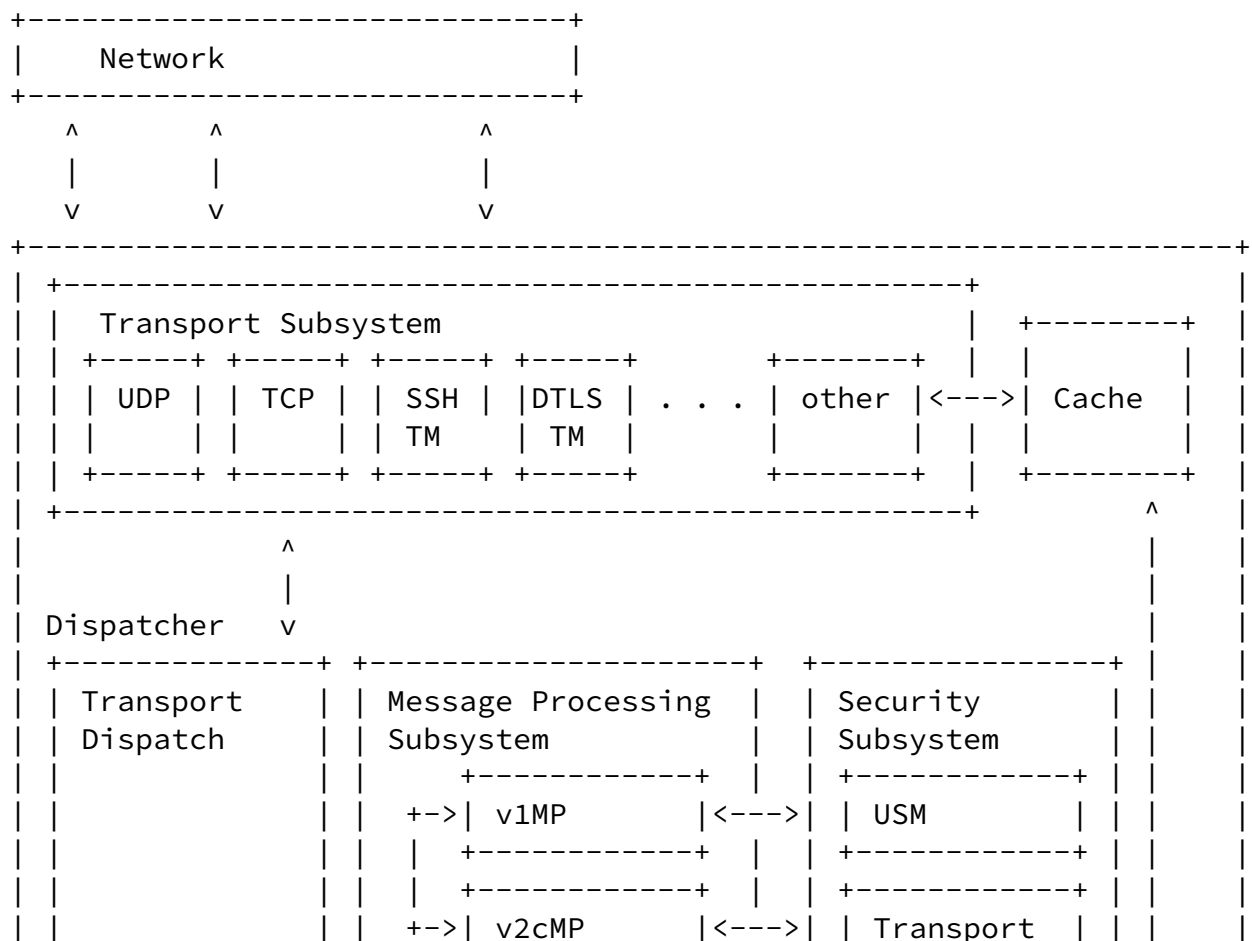 Network
Transport Subsystem
UDP TCP SSH DTLS . . . other <---> Cache
TM TM
Dispatcher
Transport Message Processing Security
Dispatch Subsystem Subsystem
+-> v1MP <---> USM
+-> v2cMP <---> Transport